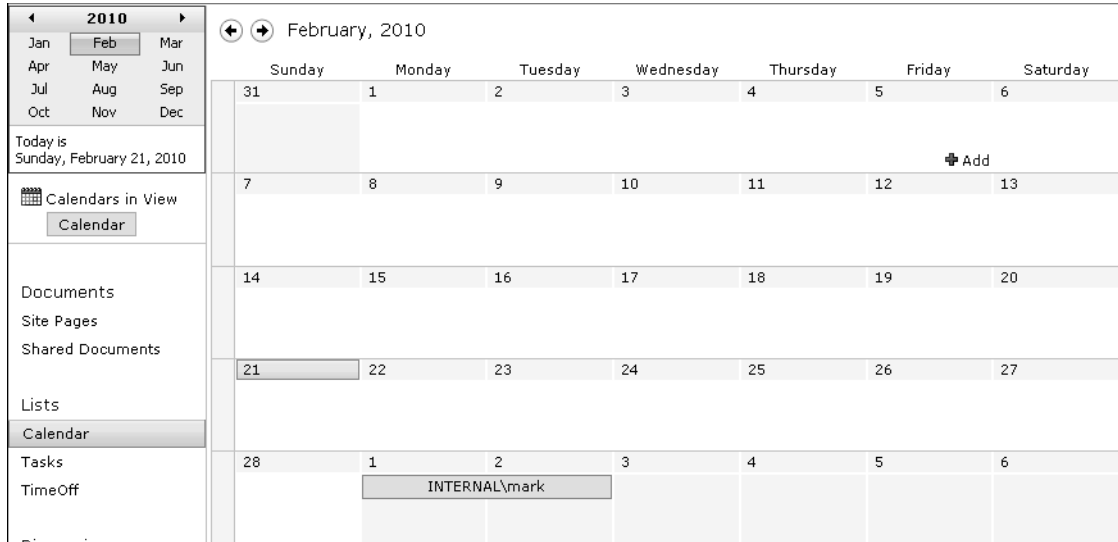 2010
Jan Feb Mar
Apr May Jun
Jul Aug Sep
Oct Nov Dec
Today is
Sunday, February 21, 2010
Calendars in View
Calendar
Documents
Site Pages
Shared Documents
Lists
Calendar
Tasks
TimeOff
February, 2010
Sunday Monday Tuesday Wednesday Thursday Friday Saturday
31 1 2 3 4 5 6
Add
7 8 9 10 11 12 13
14 15 16 17 18 19 20
21 22 23 24 25 26 27
28 1 2 3 4 5 6
INTERNAL\mark